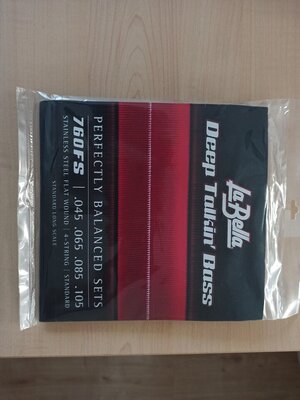 La Bella
Deep Talkin' Bass
PERFECTLY BALANCED SETS
760FS | .045 .065 .085 .105
STAINLESS STEEL FLAT WOUND | 4-STRING | STANDARD
STANDARD LONG SCALE